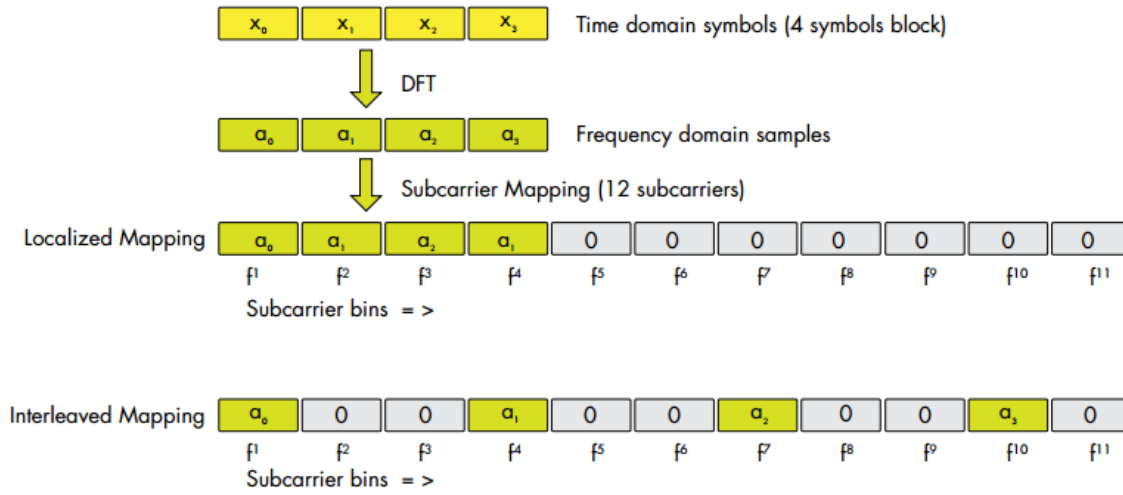 x₀ x₁ x₂ x₃ Time domain symbols (4 symbols block)
DFT
a₀ a₁ a₂ a₃ Frequency domain samples
Subcarrier Mapping (12 subcarriers)
Localized Mapping a₀ a₁ a₂ a₁ 0 0 0 0 0 0 0
f¹ f² f³ f⁴ f⁵ f⁶ f⁷ f⁸ f⁹ f¹⁰ f¹¹
Subcarrier bins = >
Interleaved Mapping a₀ 0 0 a₁ 0 0 a₂ 0 0 a₃ 0
f¹ f² f³ f⁴ f⁵ f⁶ f⁷ f⁸ f⁹ f¹⁰ f¹¹
Subcarrier bins = >